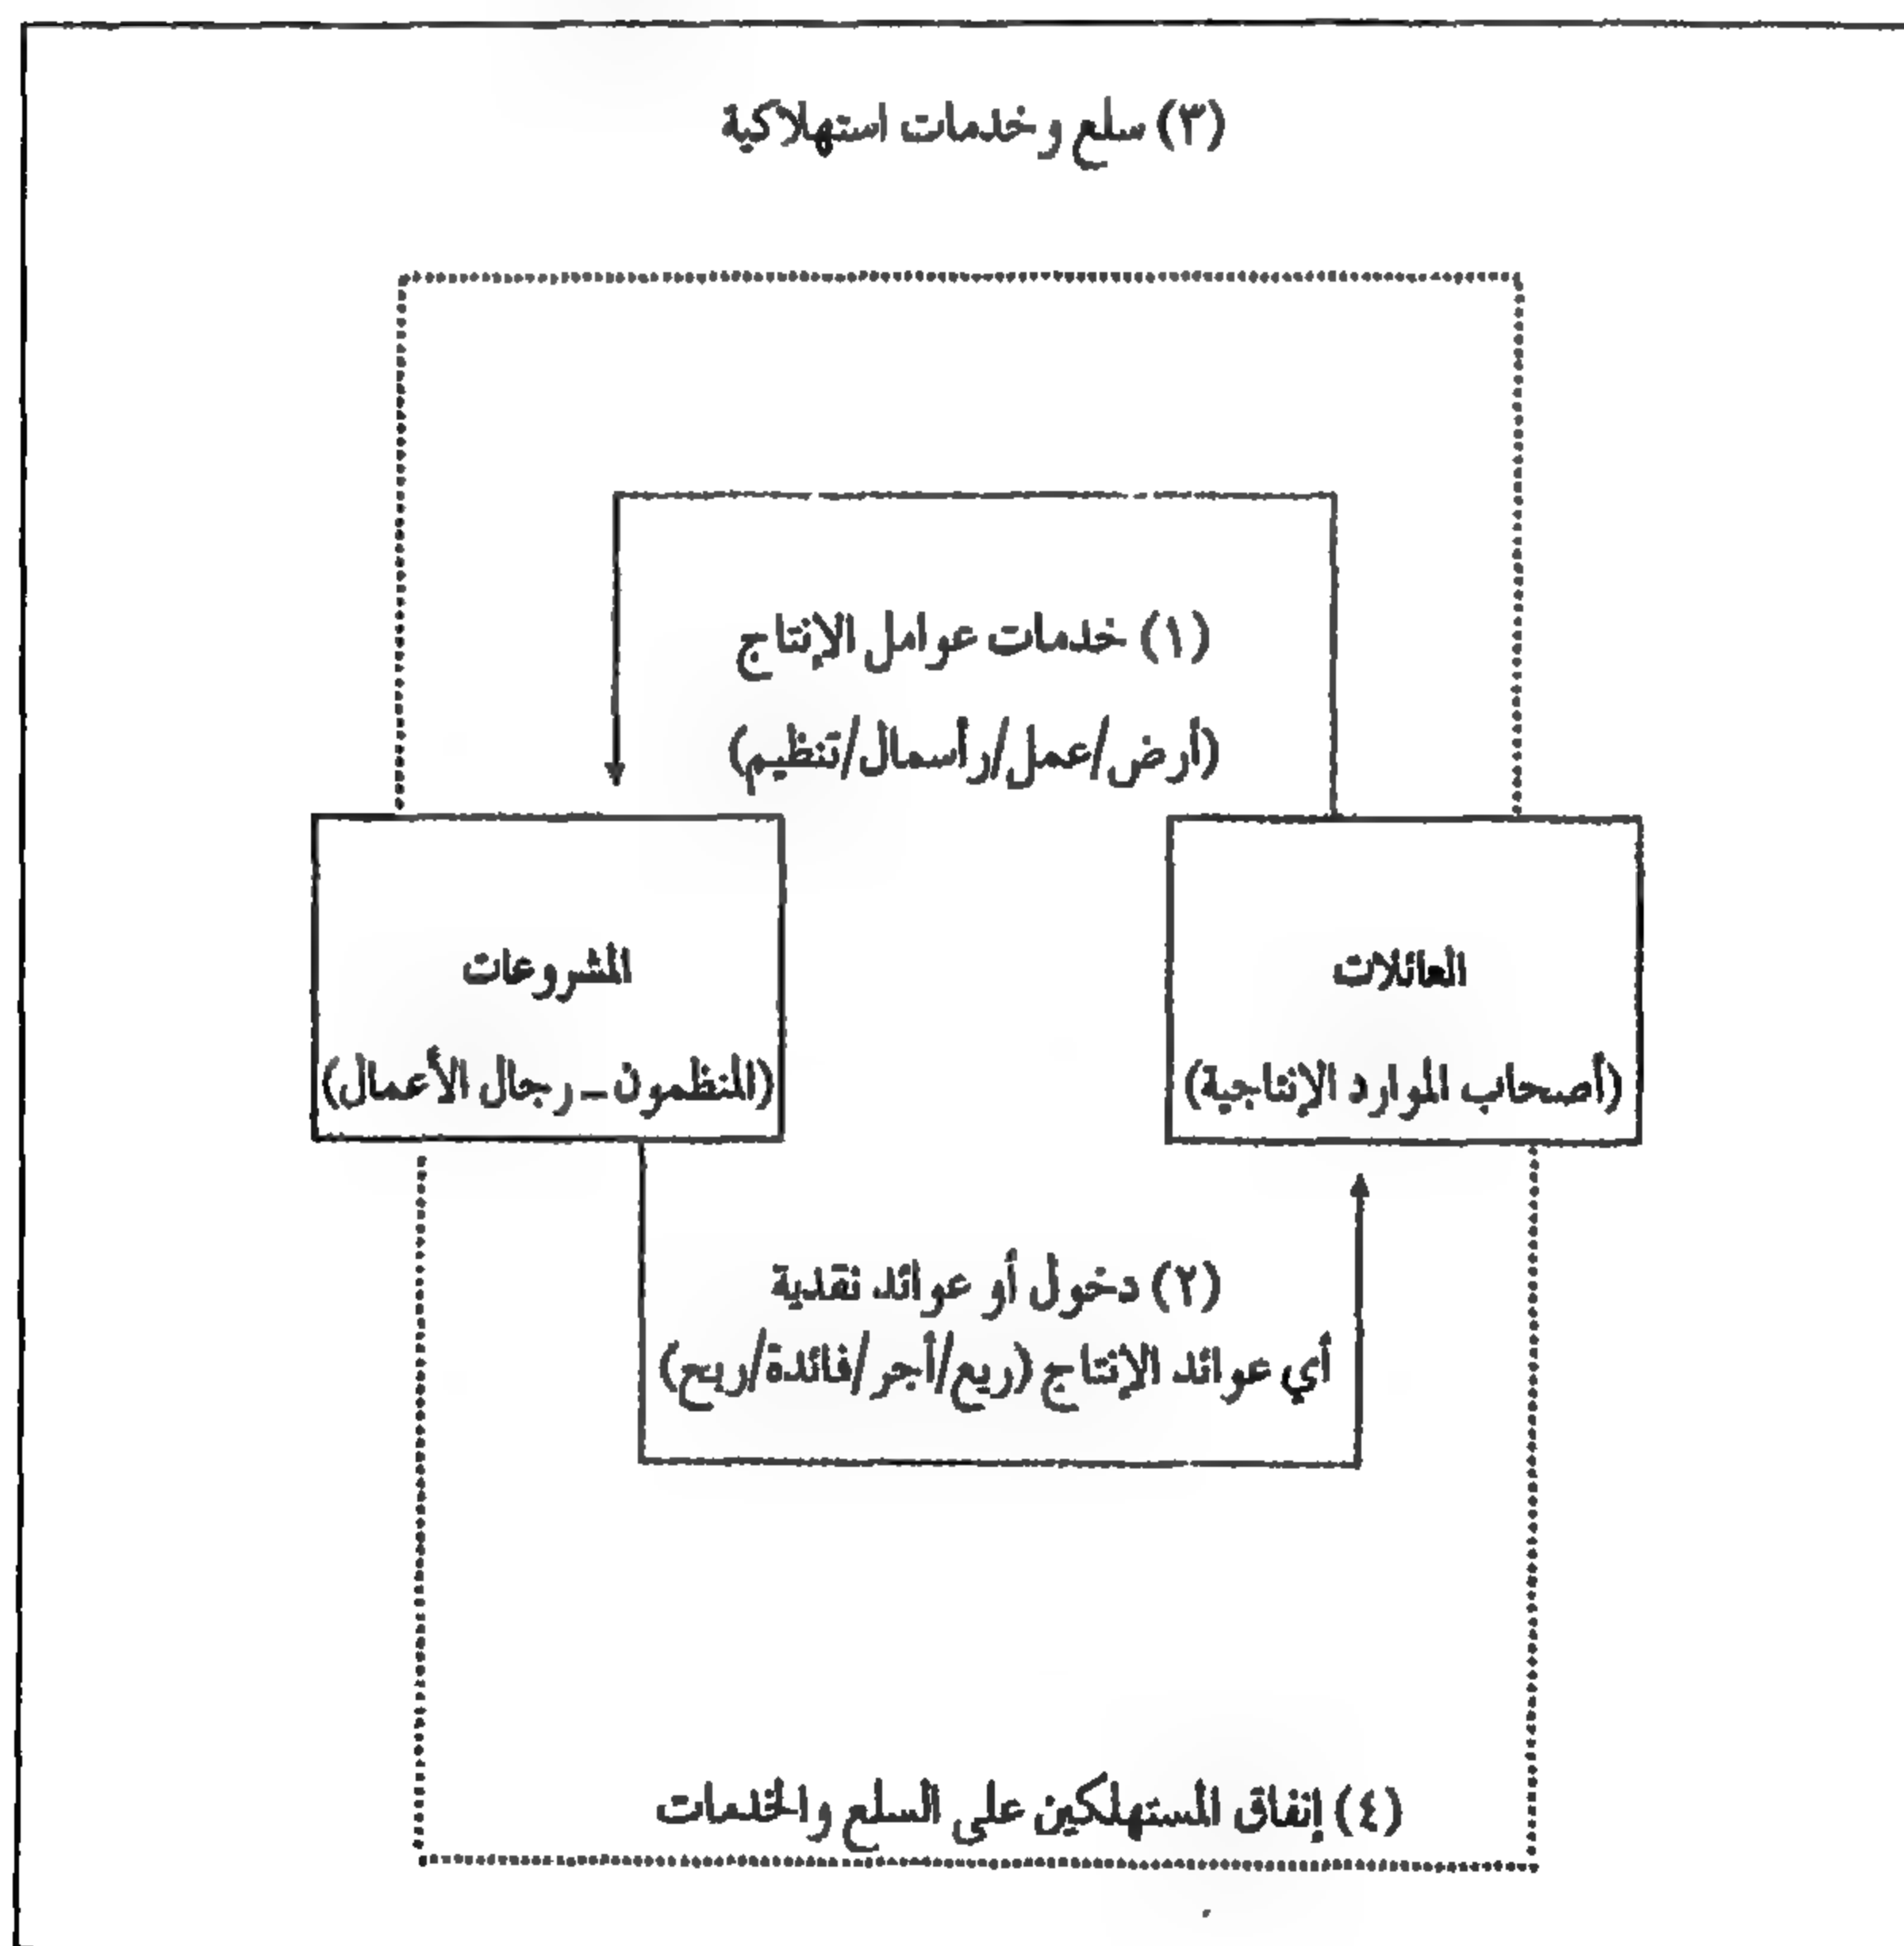 (٣) سلع وخدمات استهلاكية
(١) خدمات عوامل الإنتاج
(أرض/عمل/رأسمال/تنظيم)
العائلات
(أصحاب الموارد الإنتاجية)
المشروعات
(المنظمون – رجال الأعمال)
(٢) دخول أو عوائد نقدية
أي عوائد الإنتاج (ريع/أجر/فائدة/ربح)
(٤) إنفاق المستهلكين على السلع والخدمات